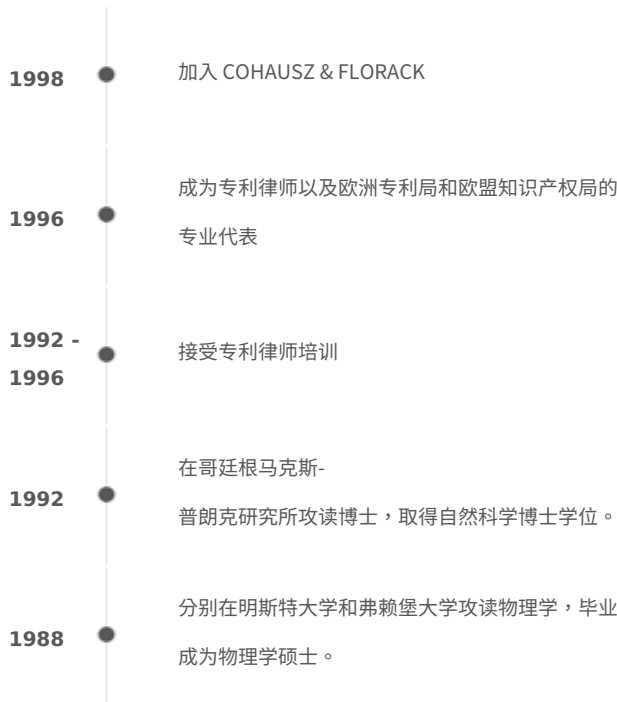 1998
加入 COHAUSZ & FLORACK
1996
成为专利律师以及欧洲专利局和欧盟知识产权局的
专业代表
1992 -
1996
接受专利律师培训
1992
在哥廷根马克斯-
普朗克研究所攻读博士，取得自然科学博士学位。
1988
分别在明斯特大学和弗赖堡大学攻读物理学，毕业
成为物理学硕士。